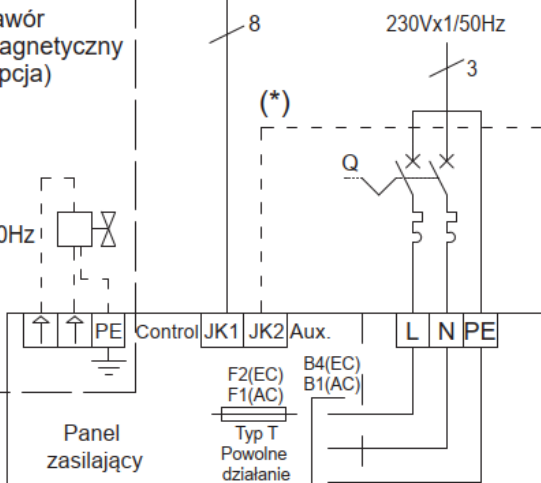 awór
agnetyczny
pcja)
8
230Vx1/50Hz
3
(*)
Q
0Hz
PE
Control
JK1
JK2
Aux.
L
N
PE
F2(EC)
F1(AC)
B4(EC)
B1(AC)
Typ T
Powolne
działanie
Panel
zasilający